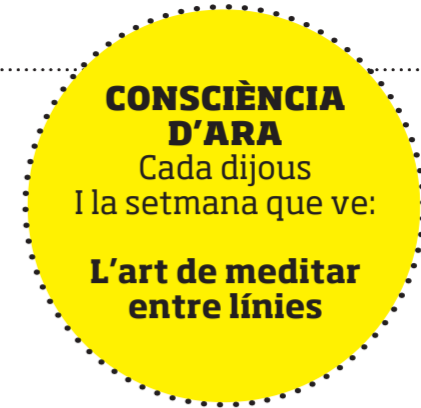 CONSCIÈNCIA
D'ARA
Cada dijous
I la setmana que ve:
L'art de meditar
entre línies